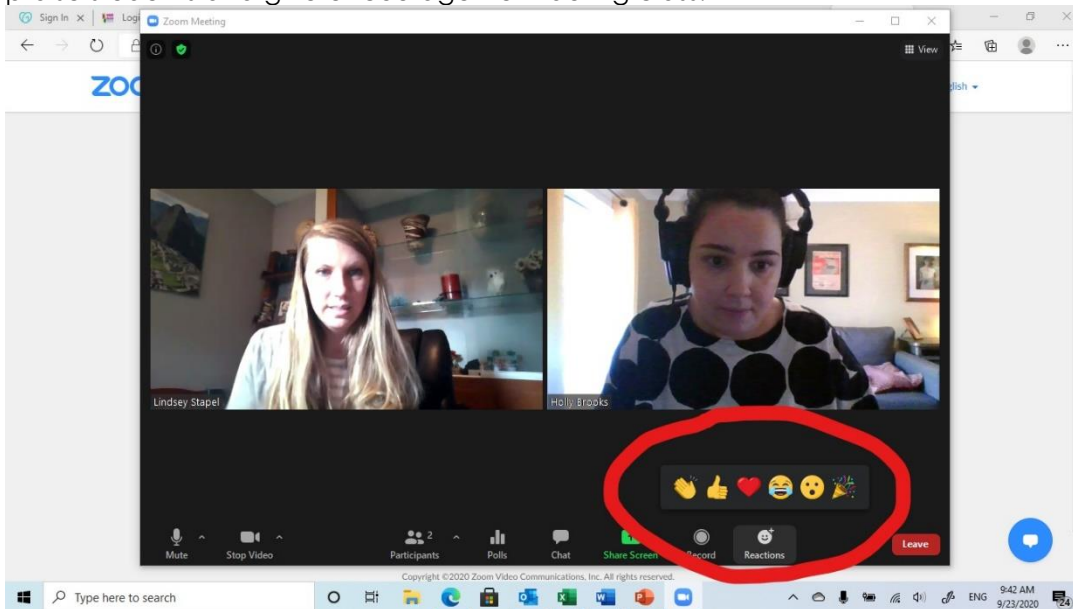 Sign In
Logi
Zoom Meeting
View
zoo
glish
Lindsey Stapel
Holly Brooks
Mute
Stop Video
Participants
2
Polls
Chat
Share Screen
Record
Reactions
Leave
Copyright ©2020 Zoom Video Communications, Inc. All rights reserved.
Type here to search
ENG
9:42 AM
9/23/2020
24